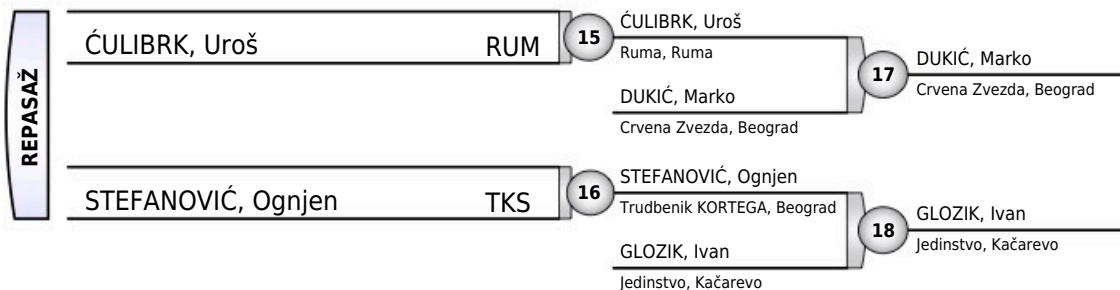 REPASAŽ
ĆULIBRK, Uroš RUM
15
ĆULIBRK, Uroš
Ruma, Ruma
DUKIĆ, Marko
Crvena Zvezda, Beograd
17
DUKIĆ, Marko
Crvena Zvezda, Beograd
STEFANOVIĆ, Ognjen TKS
16
STEFANOVIĆ, Ognjen
Trudbenik KORTEGA, Beograd
GLOZIK, Ivan
Jedinstvo, Kačarevo
18
GLOZIK, Ivan
Jedinstvo, Kačarevo